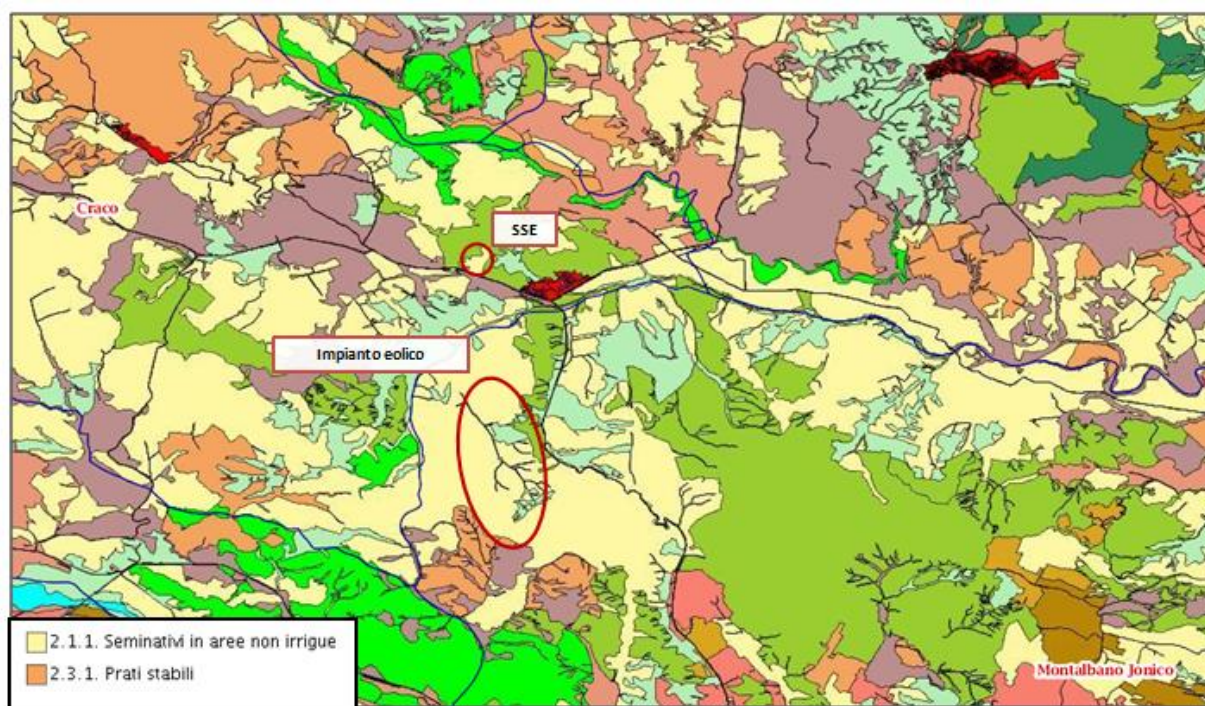 Craco
SSE
Impianto eolico
2.1.1. Seminativi in aree non irrigue
2.3.1. Prati stabili
Montalbano Jonico